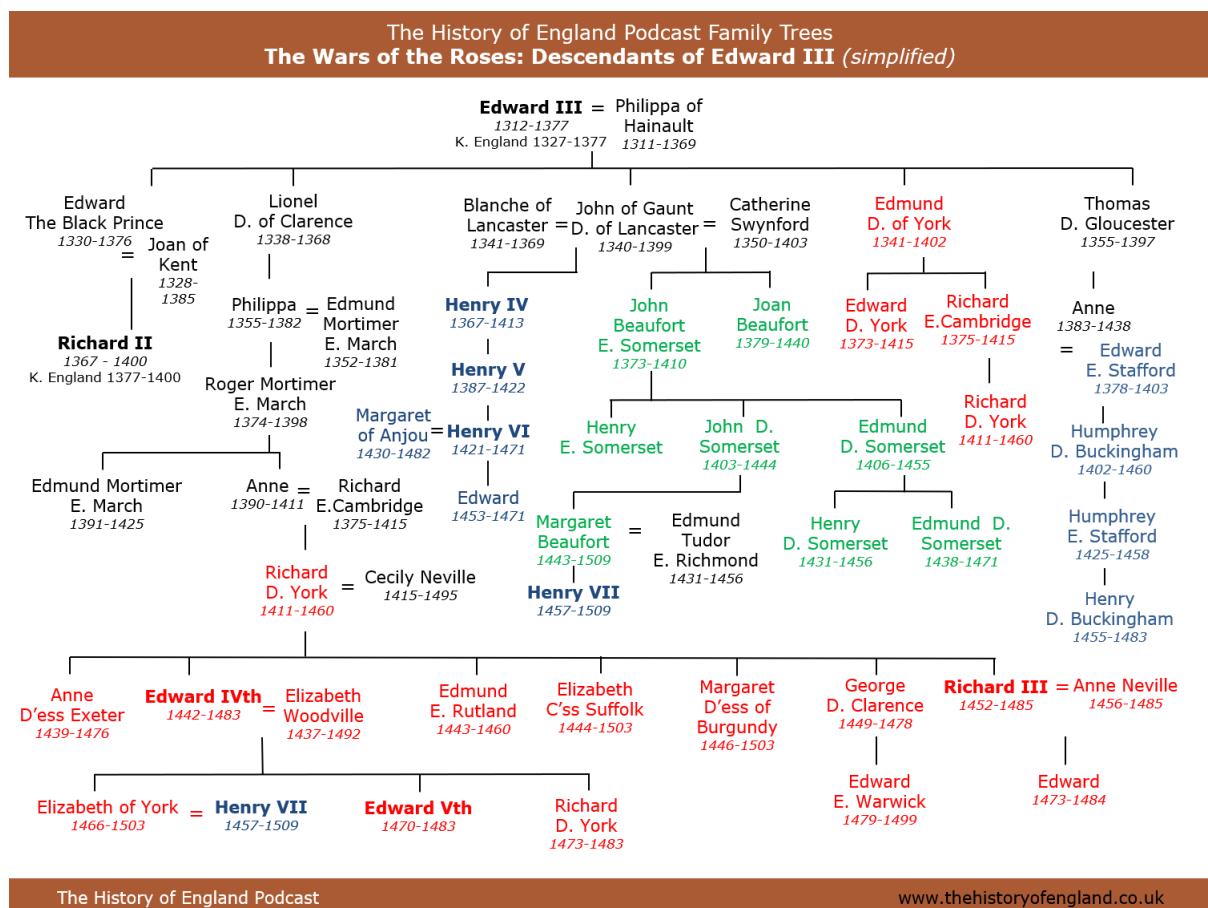 The History of England Podcast Family Trees
The Wars of the Roses: Descendants of Edward III (simplified)
Edward III = Philippa of
Hainault
1312-1377
K. England 1327-1377
1311-1369
Edward
The Black Prince
1330-1376
=
Joan of
Kent
1328-
1385
Lionel
D. of Clarence
1338-1368
Blanche of
Lancaster
1341-1369
=
John of Gaunt
D. of Lancaster
1340-1399
=
Catherine
Swynford
1350-1403
Edmund
D. of York
1341-1402
Thomas
D. Gloucester
1355-1397
Richard II
1367 - 1400
K. England 1377-1400
Philippa
1355-1382
=
Edmund
Mortimer
E. March
1352-1381
Henry IV
1367-1413
John
Beaufort
E. Somerset
1373-1410
Joan
Beaufort
1379-1440
Edward
D. York
1373-1415
Richard
E.Cambridge
1375-1415
Anne
1383-1438
=
Edward
E. Stafford
1378-1403
Roger Mortimer
E. March
1374-1398
Henry V
1387-1422
Margaret
of Anjou
1430-1482
=
Henry VI
1421-1471
Henry
E. Somerset
John D.
Somerset
1403-1444
Edmund
D. Somerset
1406-1455
Richard
D. York
1411-1460
Humphrey
D. Buckingham
1402-1460
Edmund Mortimer
E. March
1391-1425
Anne
1390-1411
=
Richard
E.Cambridge
1375-1415
Edward
1453-1471
Margaret
Beaufort
1443-1509
=
Edmund
Tudor
E. Richmond
1431-1456
Henry
D. Somerset
1431-1456
Edmund D.
Somerset
1438-1471
Humphrey
E. Stafford
1425-1458
Richard
D. York
1411-1460
=
Cecily Neville
1415-1495
Henry VII
1457-1509
Henry
D. Buckingham
1455-1483
Anne
D'ess Exeter
1439-1476
Edward IVth
1442-1483
=
Elizabeth
Woodville
1437-1492
Edmund
E. Rutland
1443-1460
Elizabeth
C'ss Suffolk
1444-1503
Margaret
D'ess of
Burgundy
1446-1503
George
D. Clarence
1449-1478
Richard III
1452-1485
=
Anne Neville
1456-1485
Elizabeth of York
1466-1503
=
Henry VII
1457-1509
Edward Vth
1470-1483
Richard
D. York
1473-1483
Edward
E. Warwick
1479-1499
Edward
1473-1484
The History of England Podcast
www.thehistoryofengland.co.uk